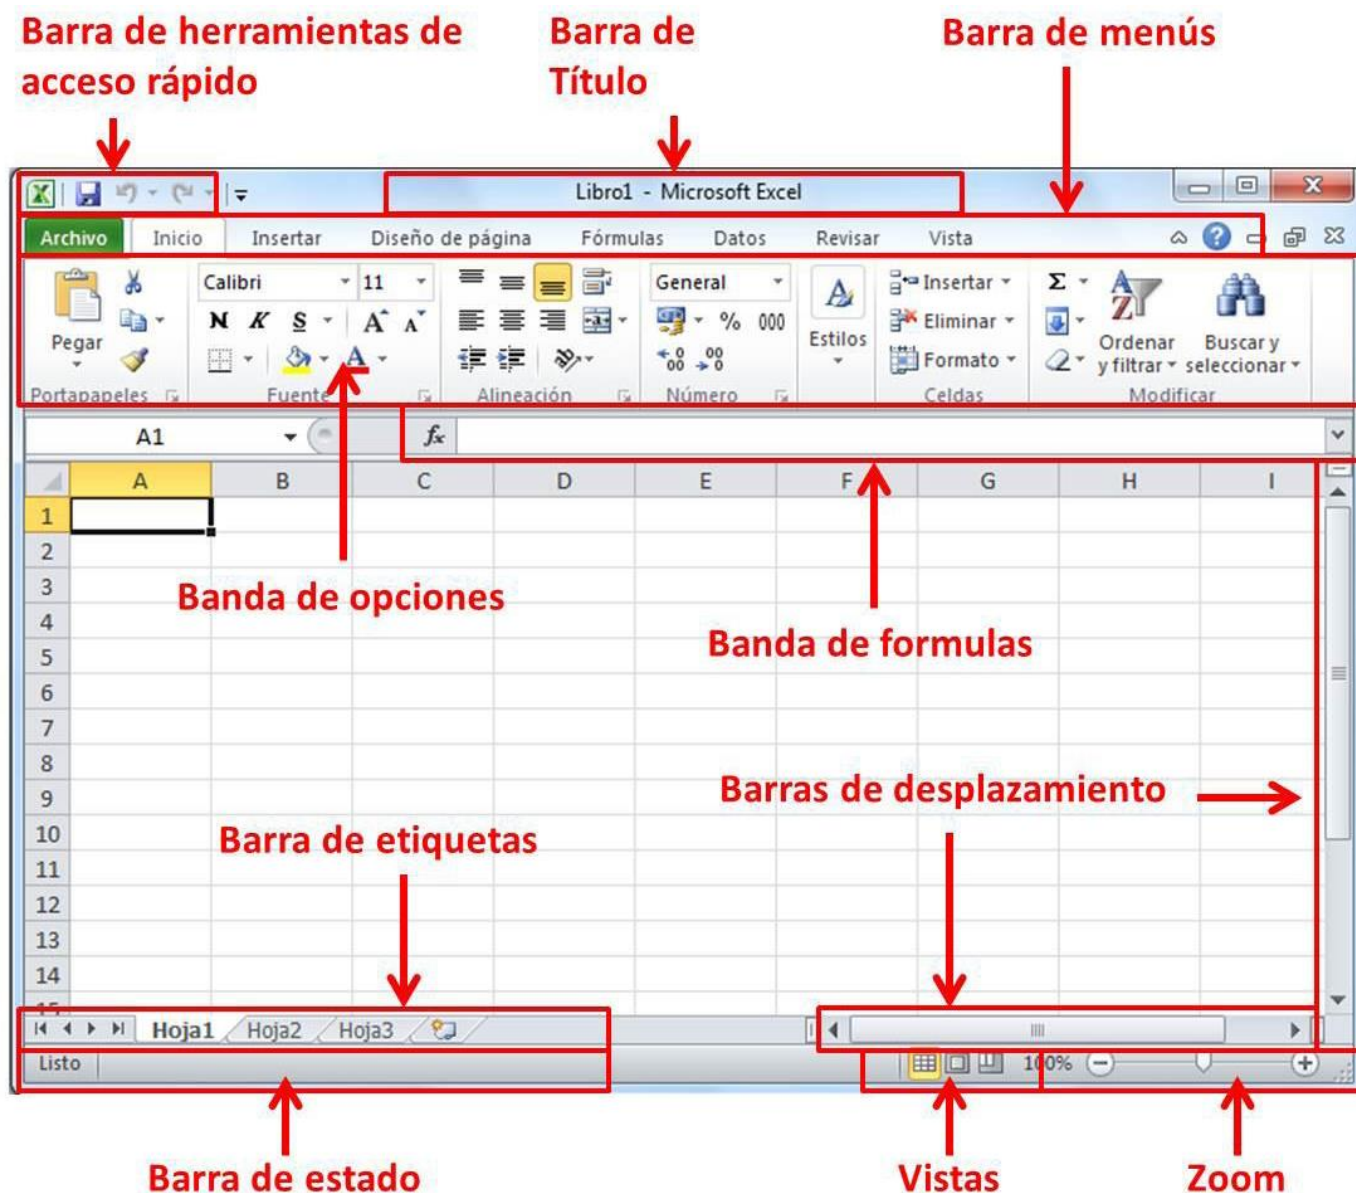 Barra de herramientas de
acceso rápido
Barra de
Título
Barra de menús
Libro1 - Microsoft Excel
Archivo Inicio Insertar Diseño de página Fórmulas Datos Revisar Vista
Calibri 11 General Insertar Σ
N K S A A % 000 Eliminar
Pegar Estilos Formato Ordenar
y filtrar Buscar y
seleccionar
Portapapeles Fuente Alineación Número Celdas Modificar
A1 fx
A B C D E F G H I
1
2
3
Banda de opciones
4
Banda de formulas
5
6
7
8
9
Barras de desplazamiento
10
Barra de etiquetas
11
12
13
14
15
Hoja1 Hoja2 Hoja3
Listo 100%
Barra de estado
Vistas
Zoom